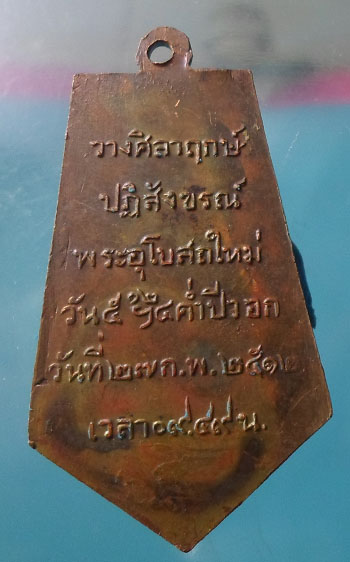 วางศิลาฤกษ์
ปฏิสังขรณ์
พระอุโบสถใหม่
วัน๕ ค่ำปีวอก
วันที่๒๗ก.พ.๒๕๑๒
เวลา๐๙.๔๙น.